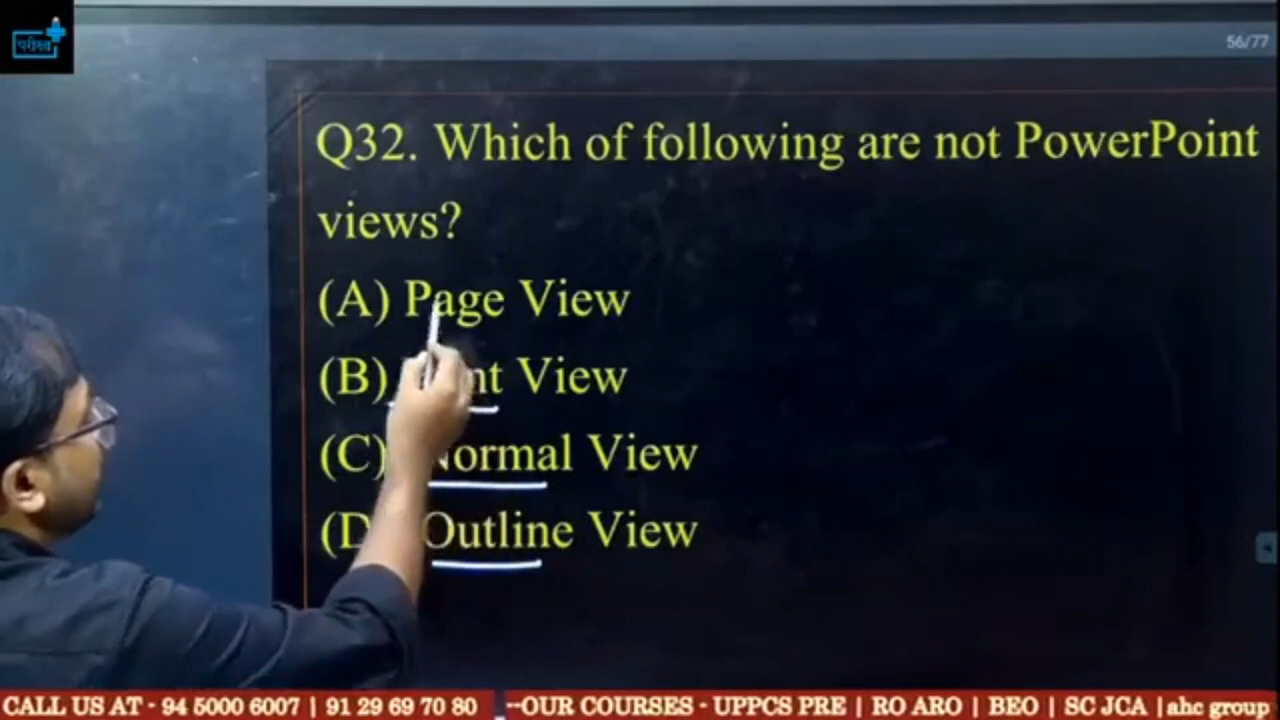 परीक्षा
56/77
Q32. Which of following are not PowerPoint
views?
(A) Page View
(B) View
(C) Normal View
(D Outline View
CALL US AT - 94 5000 6007 | 91 29 69 70 80 --OUR COURSES - UPPCS PRE | RO ARO | BEO | SC JCA | ahc group